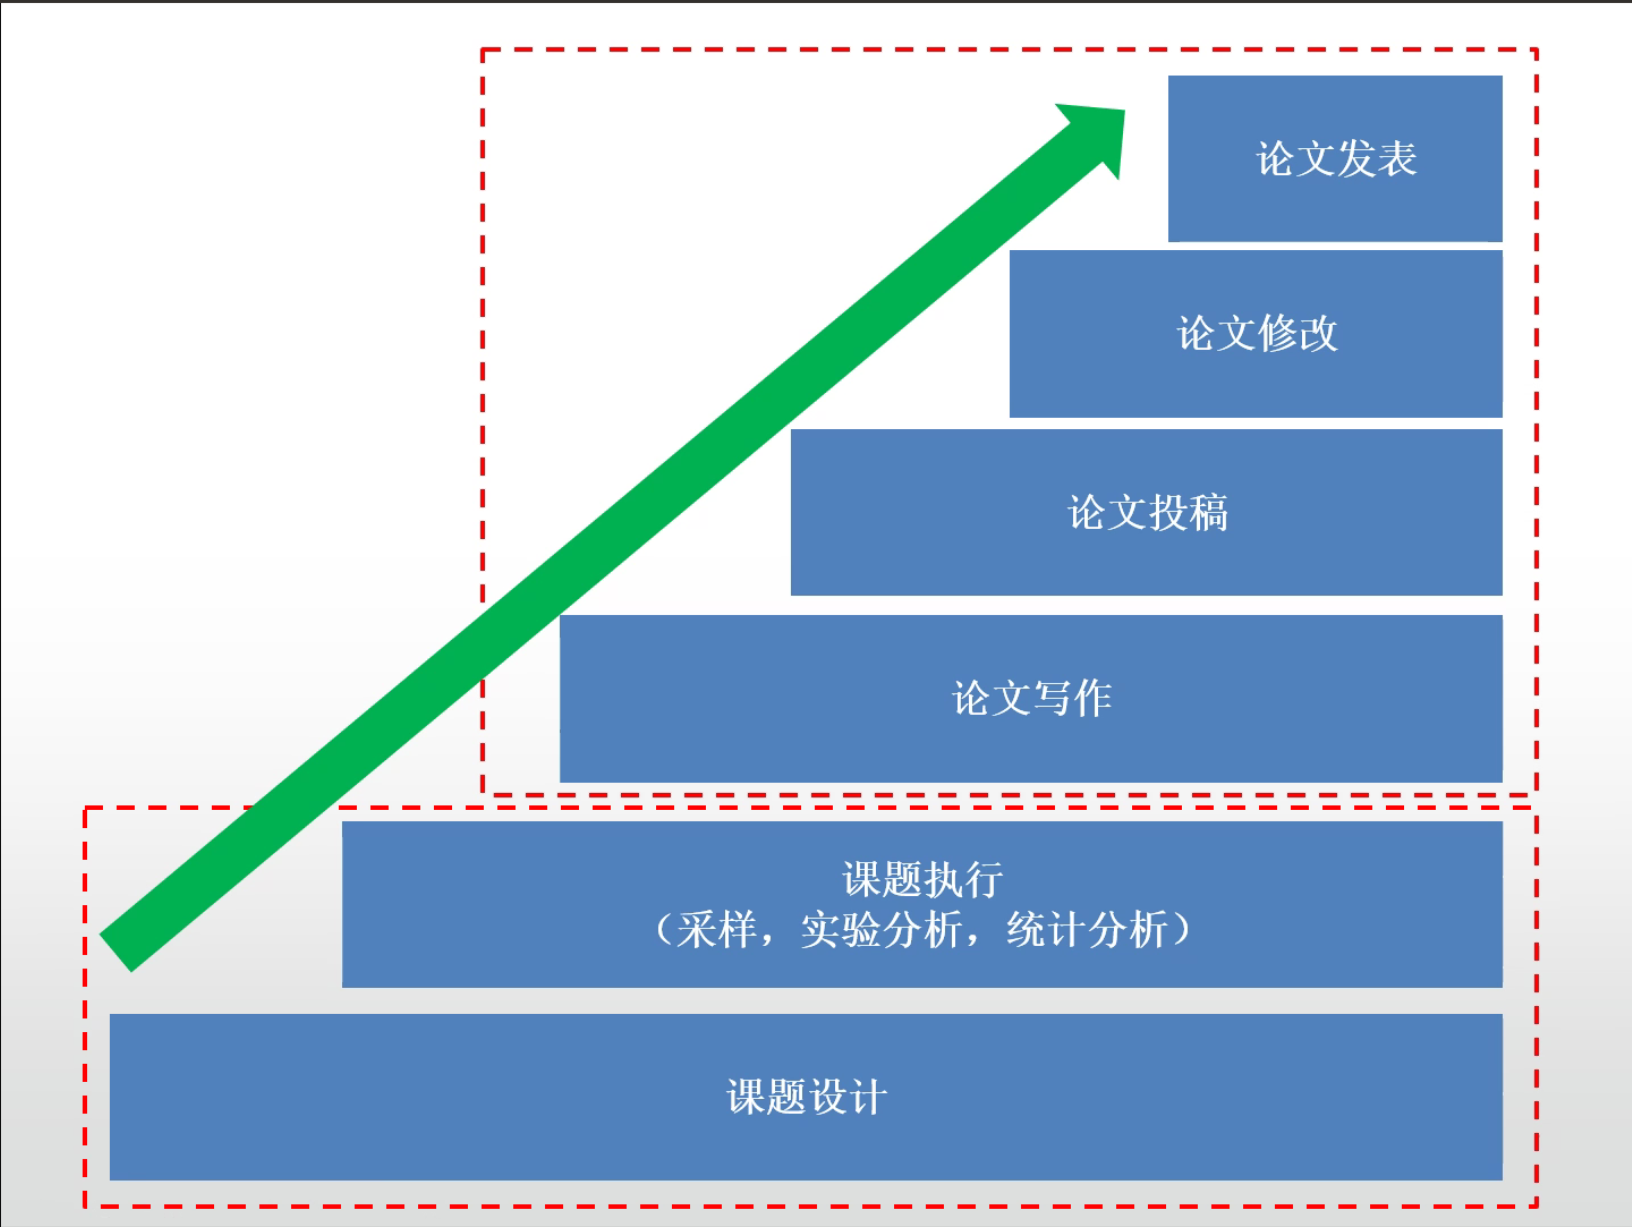 论文发表
论文修改
论文投稿
论文写作
课题执行
（采样，实验分析，统计分析）
课题设计